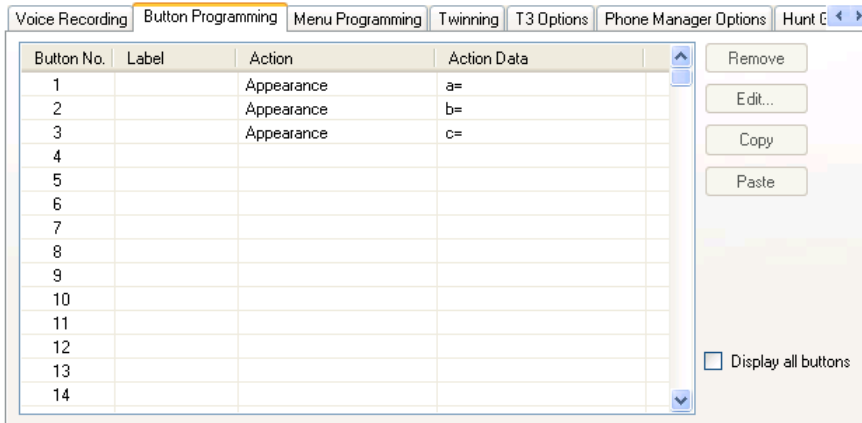 Voice Recording Button Programming Menu Programming Twinning T3 Options Phone Manager Options Hunt
Button No. Label Action Action Data Remove
1 Appearance a=
2 Appearance b= Edit...
3 Appearance c= Copy
4
5 Paste
6
7
8
9
10
11
12
13 Display all buttons
14